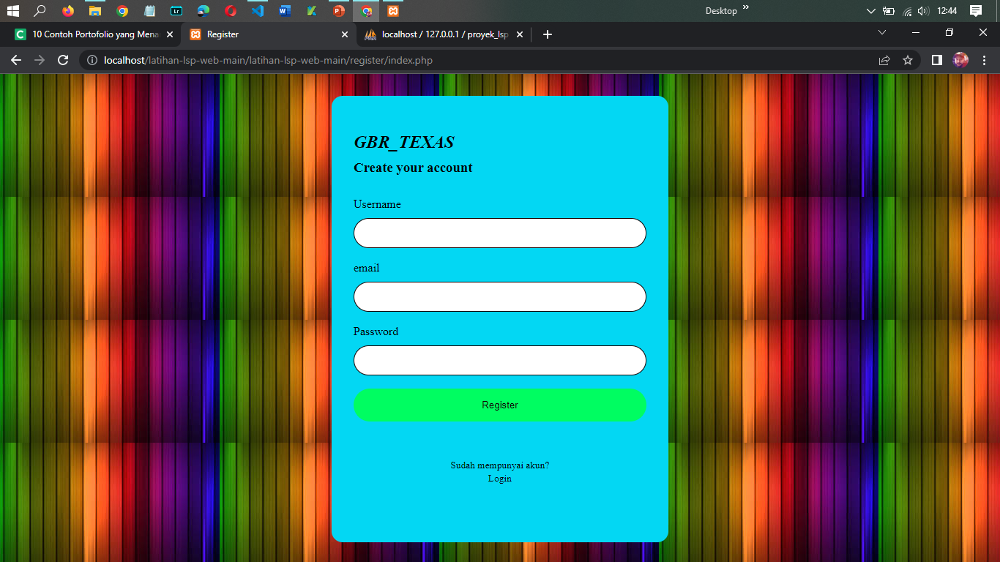 Desktop »
12:44
10 Contoh Portofolio yang Mena
Register
localhost / 127.0.0.1 / proyek_lsp
localhost/latihan-lsp-web-main/latihan-lsp-web-main/register/index.php
GBR_TEXAS
Create your account
Username
email
Password
Register
Sudah mempunyai akun?
Login